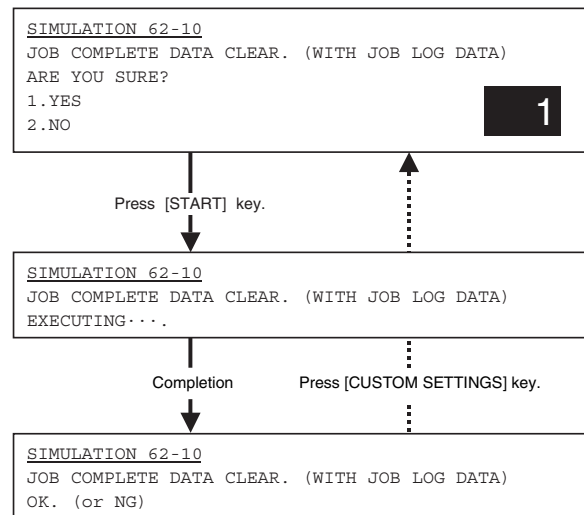 SIMULATION 62-10
JOB COMPLETE DATA CLEAR. (WITH JOB LOG DATA)
ARE YOU SURE?
1.YES
2.NO
1
Press [START] key.
SIMULATION 62-10
JOB COMPLETE DATA CLEAR. (WITH JOB LOG DATA)
EXECUTING···.
Completion
Press [CUSTOM SETTINGS] key.
SIMULATION 62-10
JOB COMPLETE DATA CLEAR. (WITH JOB LOG DATA)
OK. (or NG)